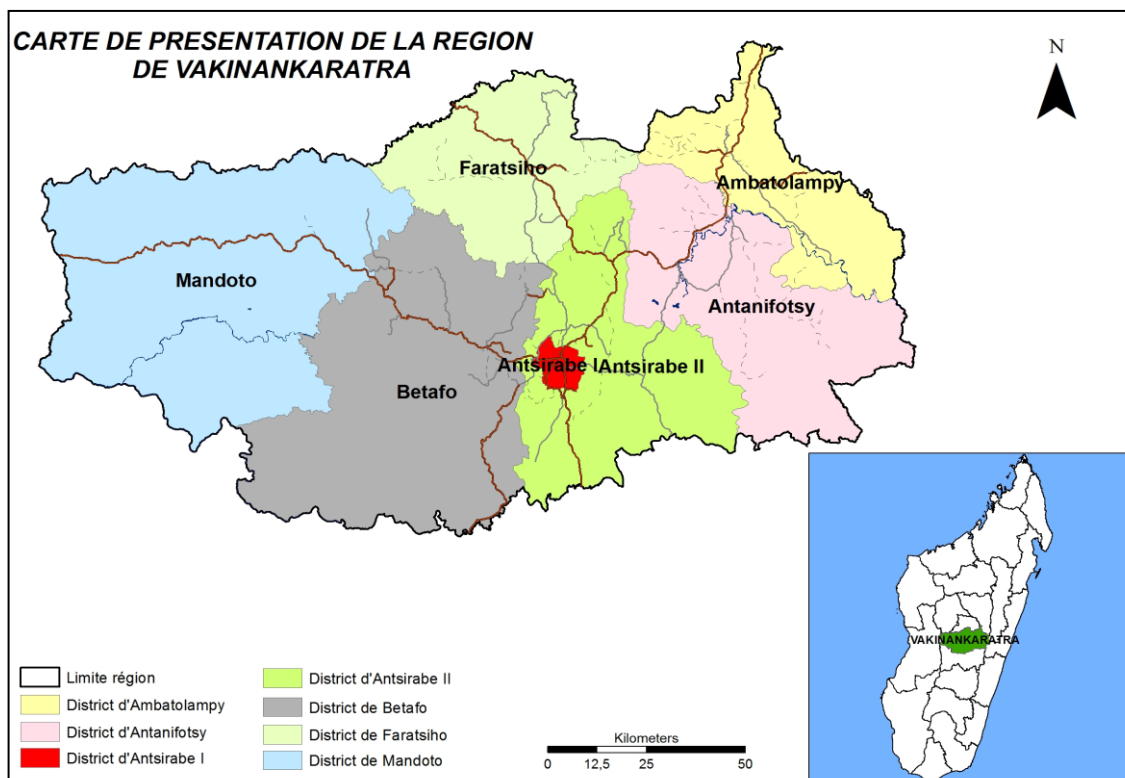 CARTE DE PRESENTATION DE LA REGION
DE VAKINANKARATRA
N
Faratsiho
Ambatolampy
Mandoto
Antanifotsy
Antsirabe I
Antsirabe II
Betafo
VAKINANKARATRA
Limite région
District d'Ambatolampy
District d'Antanifotsy
District d'Antsirabe I
District d'Antsirabe II
District de Betafo
District de Faratsiho
District de Mandoto
Kilometers
0 12,5 25 50